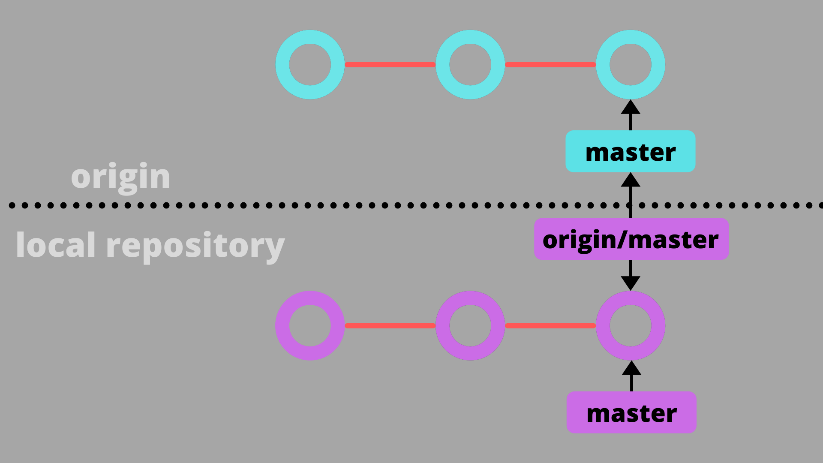 master
origin
local repository
origin/master
master